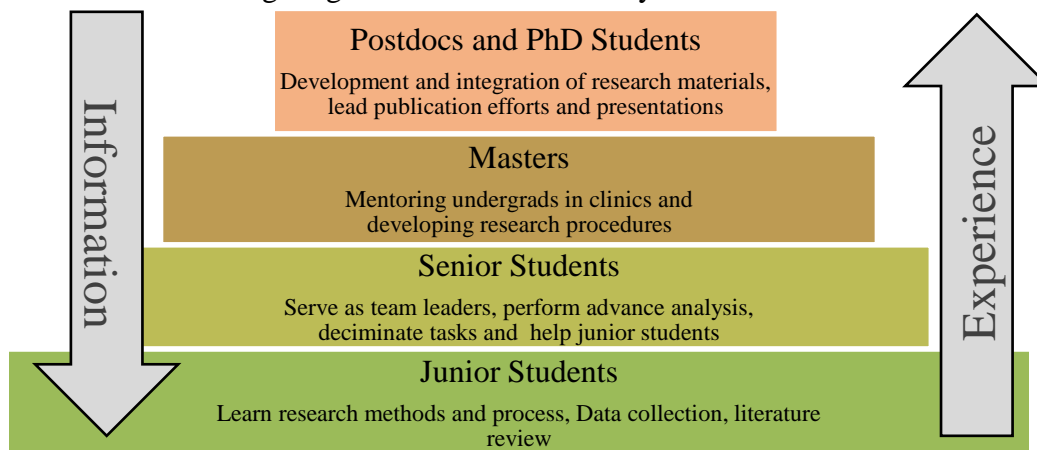 Postdocs and PhD Students
Development and integration of research materials,
lead publication efforts and presentations
Information
Masters
Mentoring undergrads in clinics and
developing research procedures
Experience
Senior Students
Serve as team leaders, perform advance analysis,
deciminate tasks and help junior students
Junior Students
Learn research methods and process, Data collection, literature
review